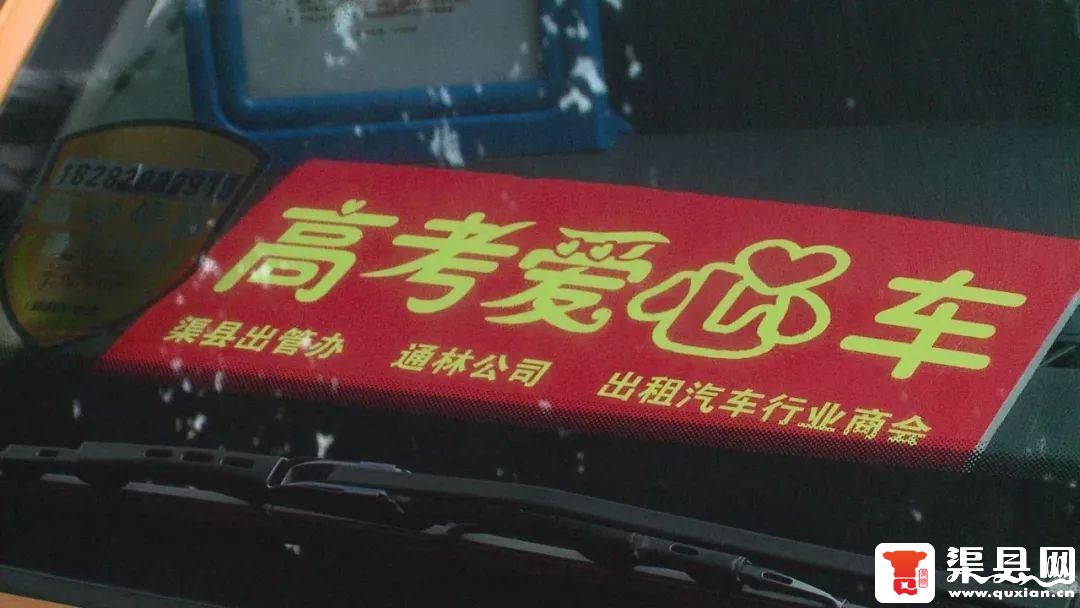 高考爱心车
渠县出管办 通林公司 出租汽车行业商会
渠县网
www.quxian.cn